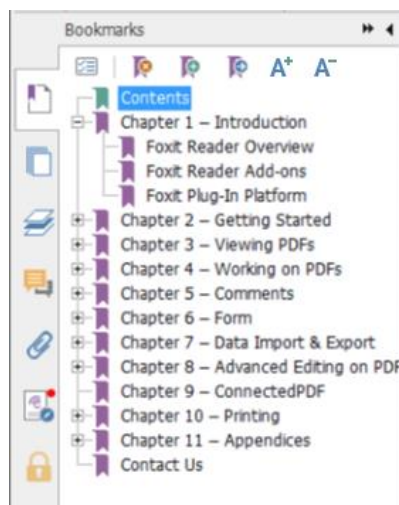 Bookmarks
A+ A-
Contents
Chapter 1 – Introduction
Foxit Reader Overview
Foxit Reader Add-ons
Foxit Plug-In Platform
Chapter 2 – Getting Started
Chapter 3 – Viewing PDFs
Chapter 4 – Working on PDFs
Chapter 5 – Comments
Chapter 6 – Form
Chapter 7 – Data Import & Export
Chapter 8 – Advanced Editing on PDF
Chapter 9 – ConnectedPDF
Chapter 10 – Printing
Chapter 11 – Appendices
Contact Us